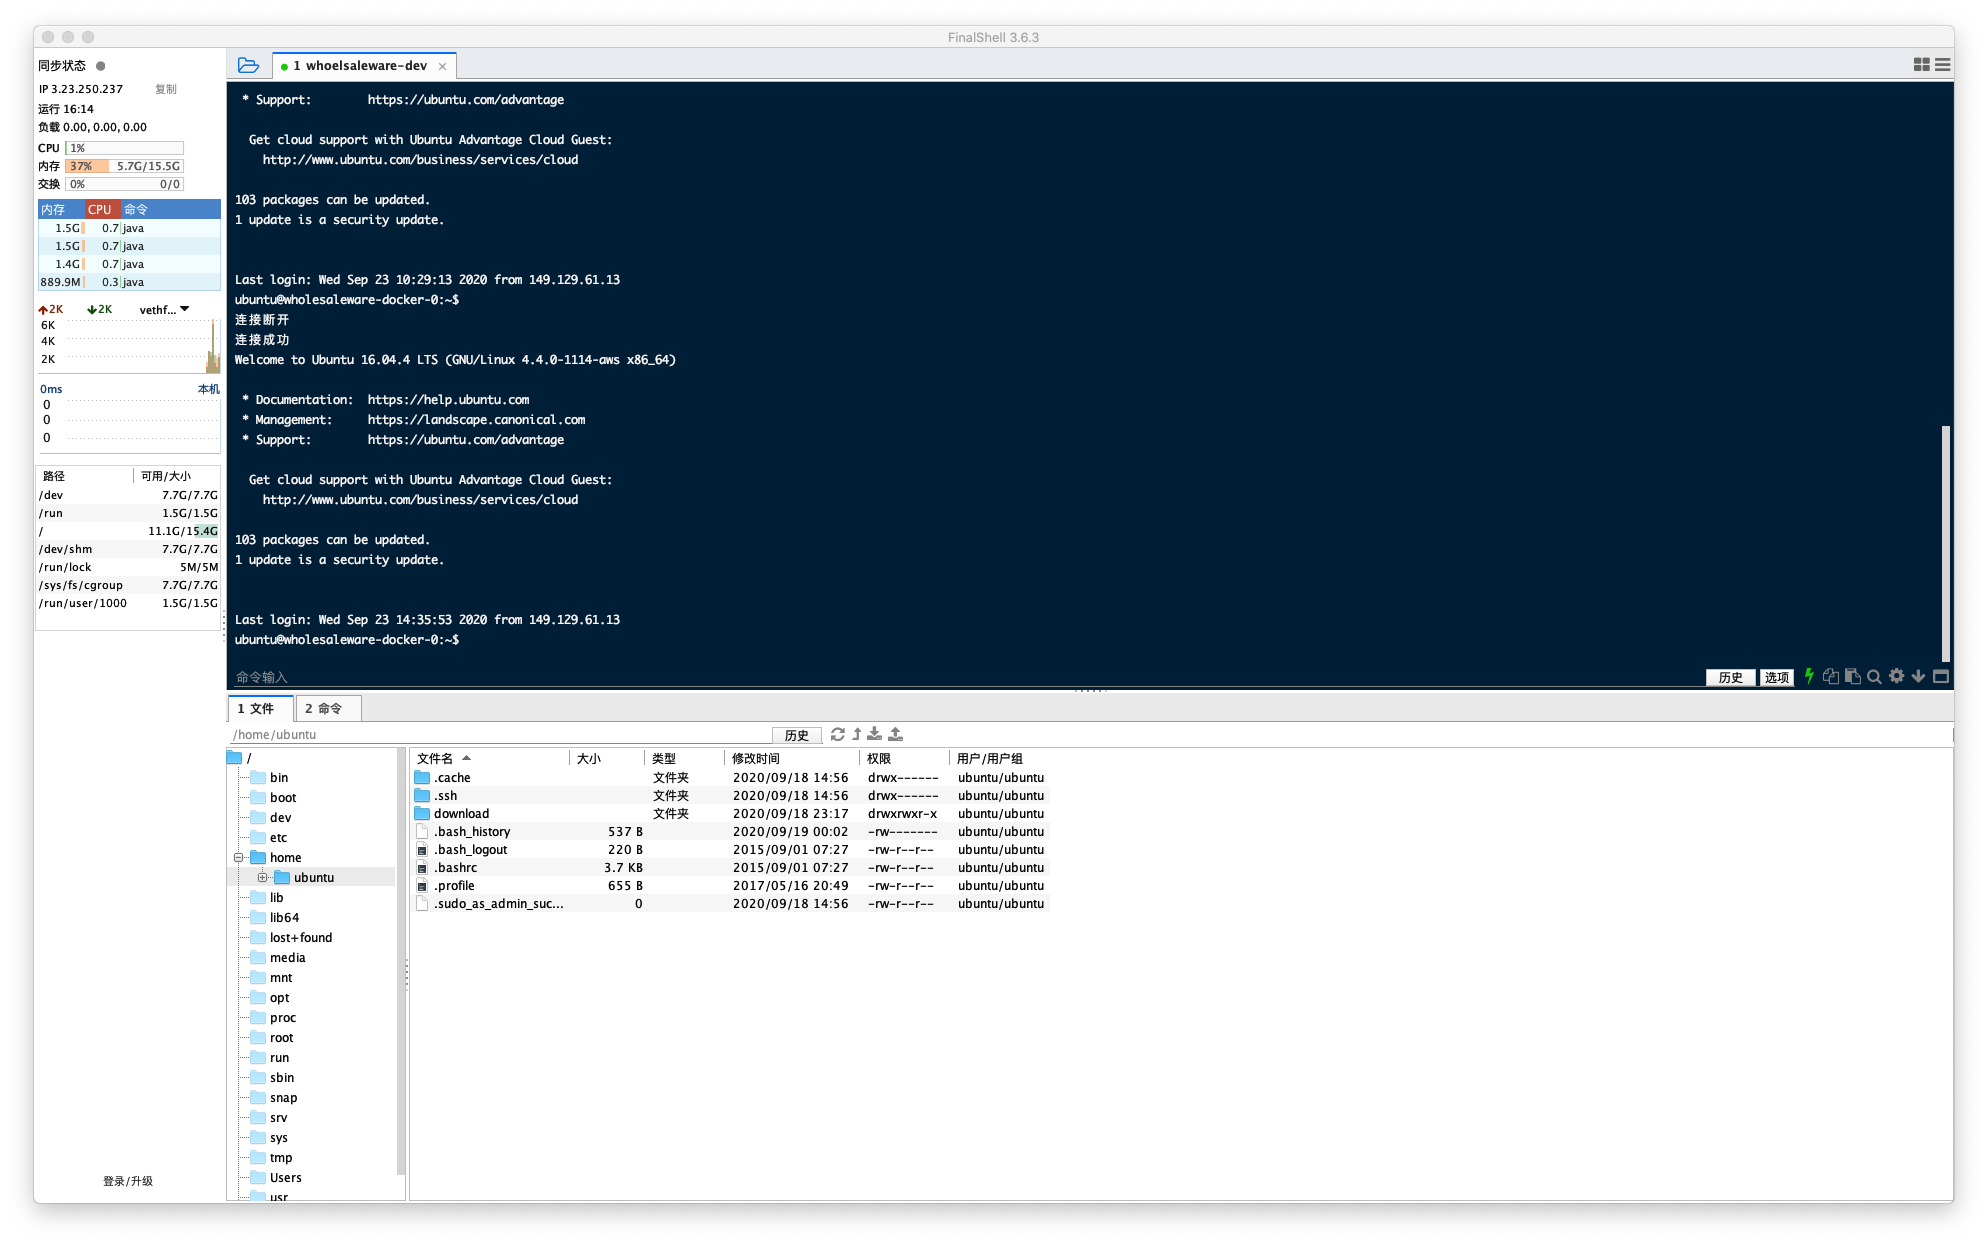 FinalShell 3.6.3
同步状态
IP 3.23.250.237 复制
运行 16:14
负载 0.00, 0.00, 0.00
CPU 1%
内存 37% 5.7G/15.5G
交换 0% 0/0
内存 CPU 命令
1.5G 0.7 java
1.5G 0.7 java
1.4G 0.7 java
889.9M 0.3 java
2K 2K vethf...
6K
4K
2K
0ms 本机
0
0
0
路径 可用/大小
/dev 7.7G/7.7G
/run 1.5G/1.5G
/ 11.1G/15.4G
/dev/shm 7.7G/7.7G
/run/lock 5M/5M
/sys/fs/cgroup 7.7G/7.7G
/run/user/1000 1.5G/1.5G
登录/升级
1 whoelsaleware-dev ×
* Support: https://ubuntu.com/advantage
Get cloud support with Ubuntu Advantage Cloud Guest:
http://www.ubuntu.com/business/services/cloud
103 packages can be updated.
1 update is a security update.
Last login: Wed Sep 23 10:29:13 2020 from 149.129.61.13
ubuntu@wholesaleware-docker-0:~$
连接断开
连接成功
Welcome to Ubuntu 16.04.4 LTS (GNU/Linux 4.4.0-1114-aws x86_64)
* Documentation: https://help.ubuntu.com
* Management: https://landscape.canonical.com
* Support: https://ubuntu.com/advantage
Get cloud support with Ubuntu Advantage Cloud Guest:
http://www.ubuntu.com/business/services/cloud
103 packages can be updated.
1 update is a security update.
Last login: Wed Sep 23 14:35:53 2020 from 149.129.61.13
ubuntu@wholesaleware-docker-0:~$
命令输入 历史 选项
1 文件 2 命令
/home/ubuntu 历史
/
bin
boot
dev
etc
home
ubuntu
lib
lib64
lost+found
media
mnt
opt
proc
root
run
sbin
snap
srv
sys
tmp
Users
usr
文件名 大小 类型 修改时间 权限 用户/用户组
.cache 文件夹 2020/09/18 14:56 drwx------ ubuntu/ubuntu
.ssh 文件夹 2020/09/18 14:56 drwx------ ubuntu/ubuntu
download 文件夹 2020/09/18 23:17 drwxrwxr-x ubuntu/ubuntu
.bash_history 537 B 2020/09/19 00:02 -rw------- ubuntu/ubuntu
.bash_logout 220 B 2015/09/01 07:27 -rw-r--r-- ubuntu/ubuntu
.bashrc 3.7 KB 2015/09/01 07:27 -rw-r--r-- ubuntu/ubuntu
.profile 655 B 2017/05/16 20:49 -rw-r--r-- ubuntu/ubuntu
.sudo_as_admin_suc... 0 2020/09/18 14:56 -rw-r--r-- ubuntu/ubuntu